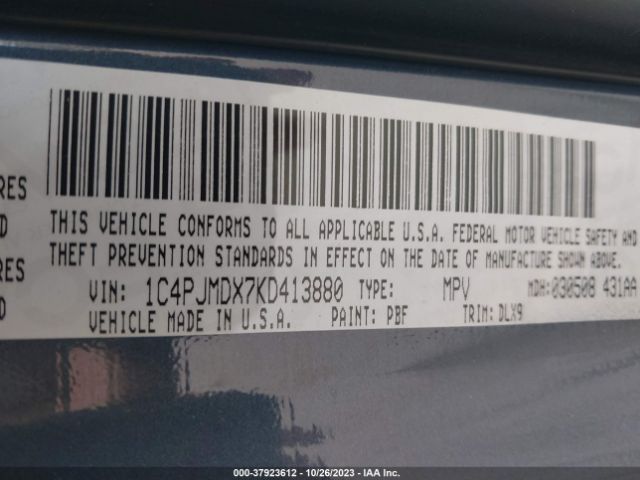 THIS VEHICLE CONFORMS TO ALL APPLICABLE U.S.A. FEDERAL MOTOR VEHICLE SAFETY AND
THEFT PREVENTION STANDARDS IN EFFECT ON THE DATE OF MANUFACTURE SHOWN ABOVE.
VIN: 1C4PJMDX7KD413880 TYPE: MPV MDH: 030508 431AA
VEHICLE MADE IN U.S.A. PAINT: PBF TRIM: DLX9
RES
D
RES
D
000-37923612 - 10/26/2023 - IAA Inc.